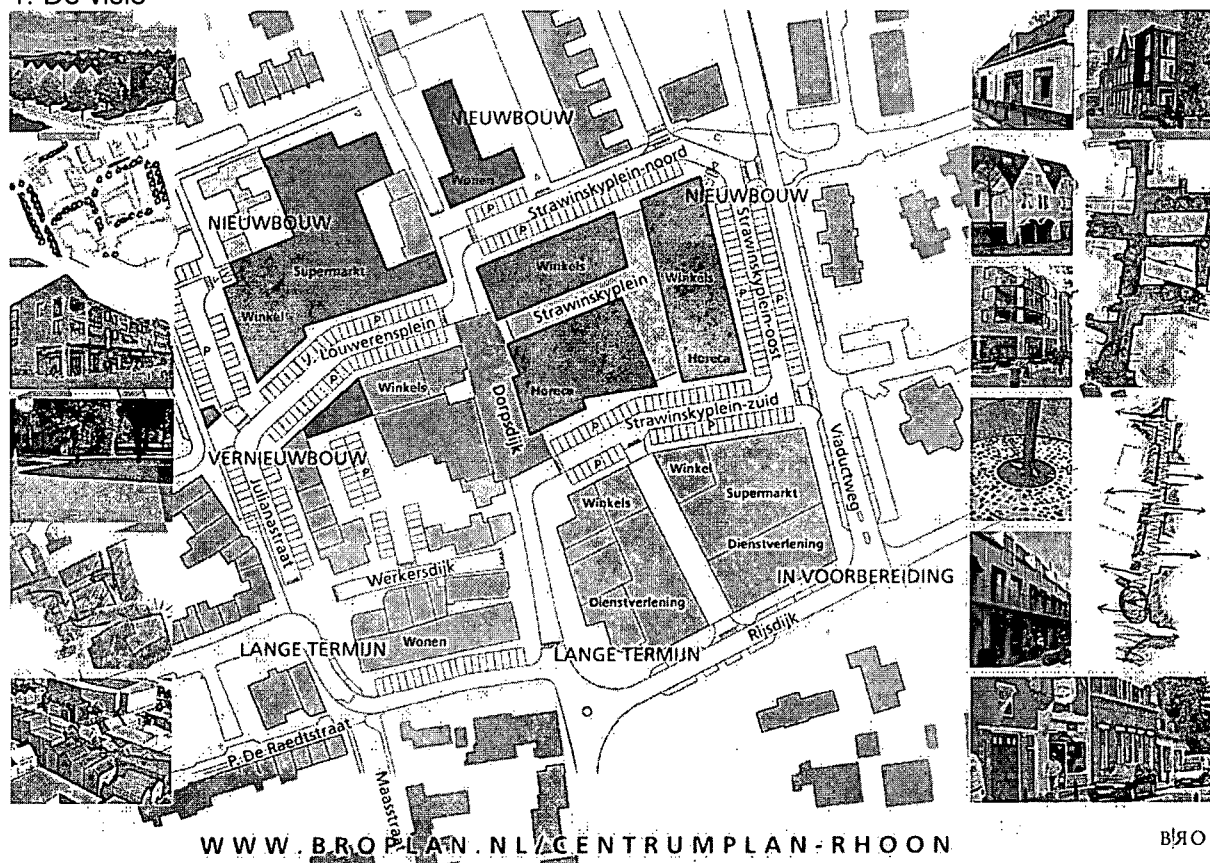 1. De visie
NIEUWBOUW
Wonen
Strawinskyplein-noord
P
P
NIEUWBOUW
NIEUWBOUW
Supermarkt
Winkel
Winkels
Winkels
Strawinskyplein
Strawinskyplein-oost
P
P
P
P
J. Louwerensplein
P
P
Winkels
Dorpsdijk
Horeca
Horeca
Strawinskyplein-zuid
P
P
P
VERNIEUWBOUW
P
Julianastraat
Winkel
Winkels
Supermarkt
Viaductweg
Dienstverlening
Werkersdijk
IN VOORBEREIDING
Dienstverlening
Wonen
Rijsdijk
LANGE TERMIJN
LANGE TERMIJN
P. De Raedtstraat
Maasstraat
WWW.BROPLAN.NL/CENTRUMPLAN-RHOON
BRO